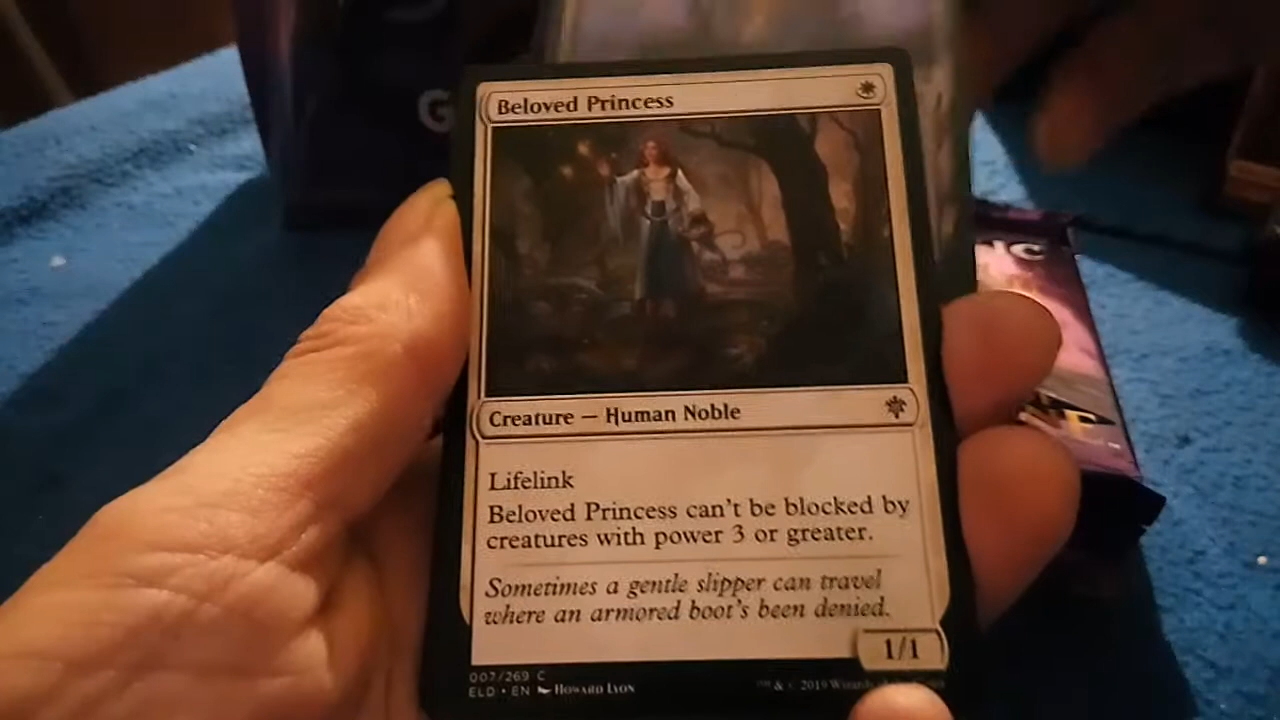 G
Beloved Princess
Creature — Human Noble
Lifelink
Beloved Princess can't be blocked by
creatures with power 3 or greater.
Sometimes a gentle slipper can travel
where an armored boot's been denied.
1/1
007/269 C
ELD • EN Howard Lyon
™ & © 2019 Wizards